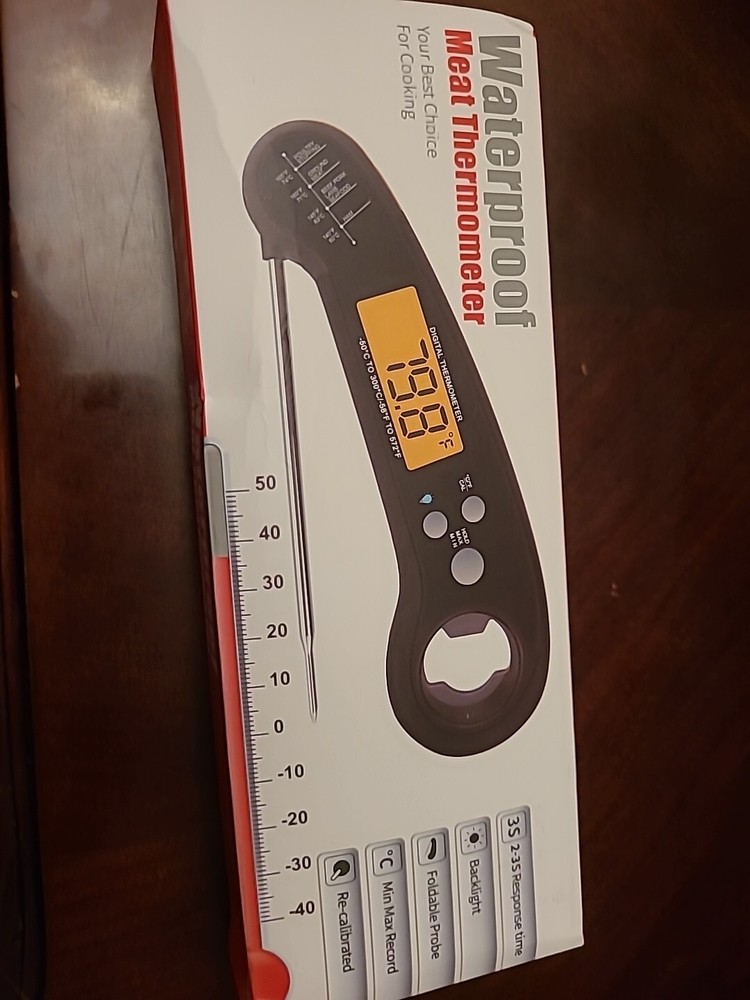 Waterproof
Meat Thermometer
Your Best Choice
For Cooking
DIGITAL THERMOMETER
79.8 °F
-50°C TO 300°C/-58°F TO 572°F
°C/°F
CAL
HOLD
MAX
MIN
50
40
30
20
10
0
-10
-20
-30
-40
3S 2-3S Response time
Backlight
Foldable Probe
°C Min Max Record
Re-calibrated